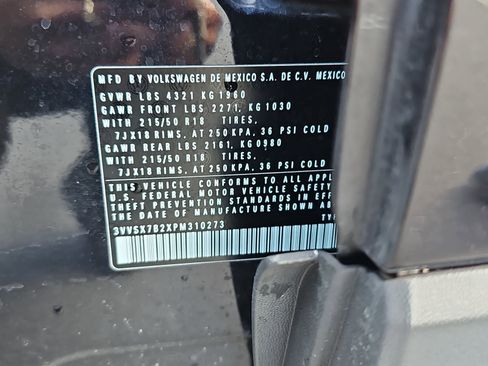 MFD BY VOLKSWAGEN DE MEXICO S.A. DE C.V. MEXICO
GVWR LBS 4321 KG1960
GAWR FRONT LBS 2271, KG1030
WITH 215/50 R18 TIRES,
7JX18 RIMS, AT 250KPA, 36 PSI COLD
GAWR REAR LBS 2161, KG0980
WITH 215/50 R18 TIRES,
7JX18 RIMS, AT 250KPA, 36 PSI COLD
THIS VEHICLE CONFORMS TO ALL APPL
U.S. FEDERAL MOTOR VEHICLE SAFETY
THEFT PREVENTION STANDARDS IN EFF
THE DATE OF MANUFACTURE SHOWN AB
3VVSX7B2XPM310273 TY